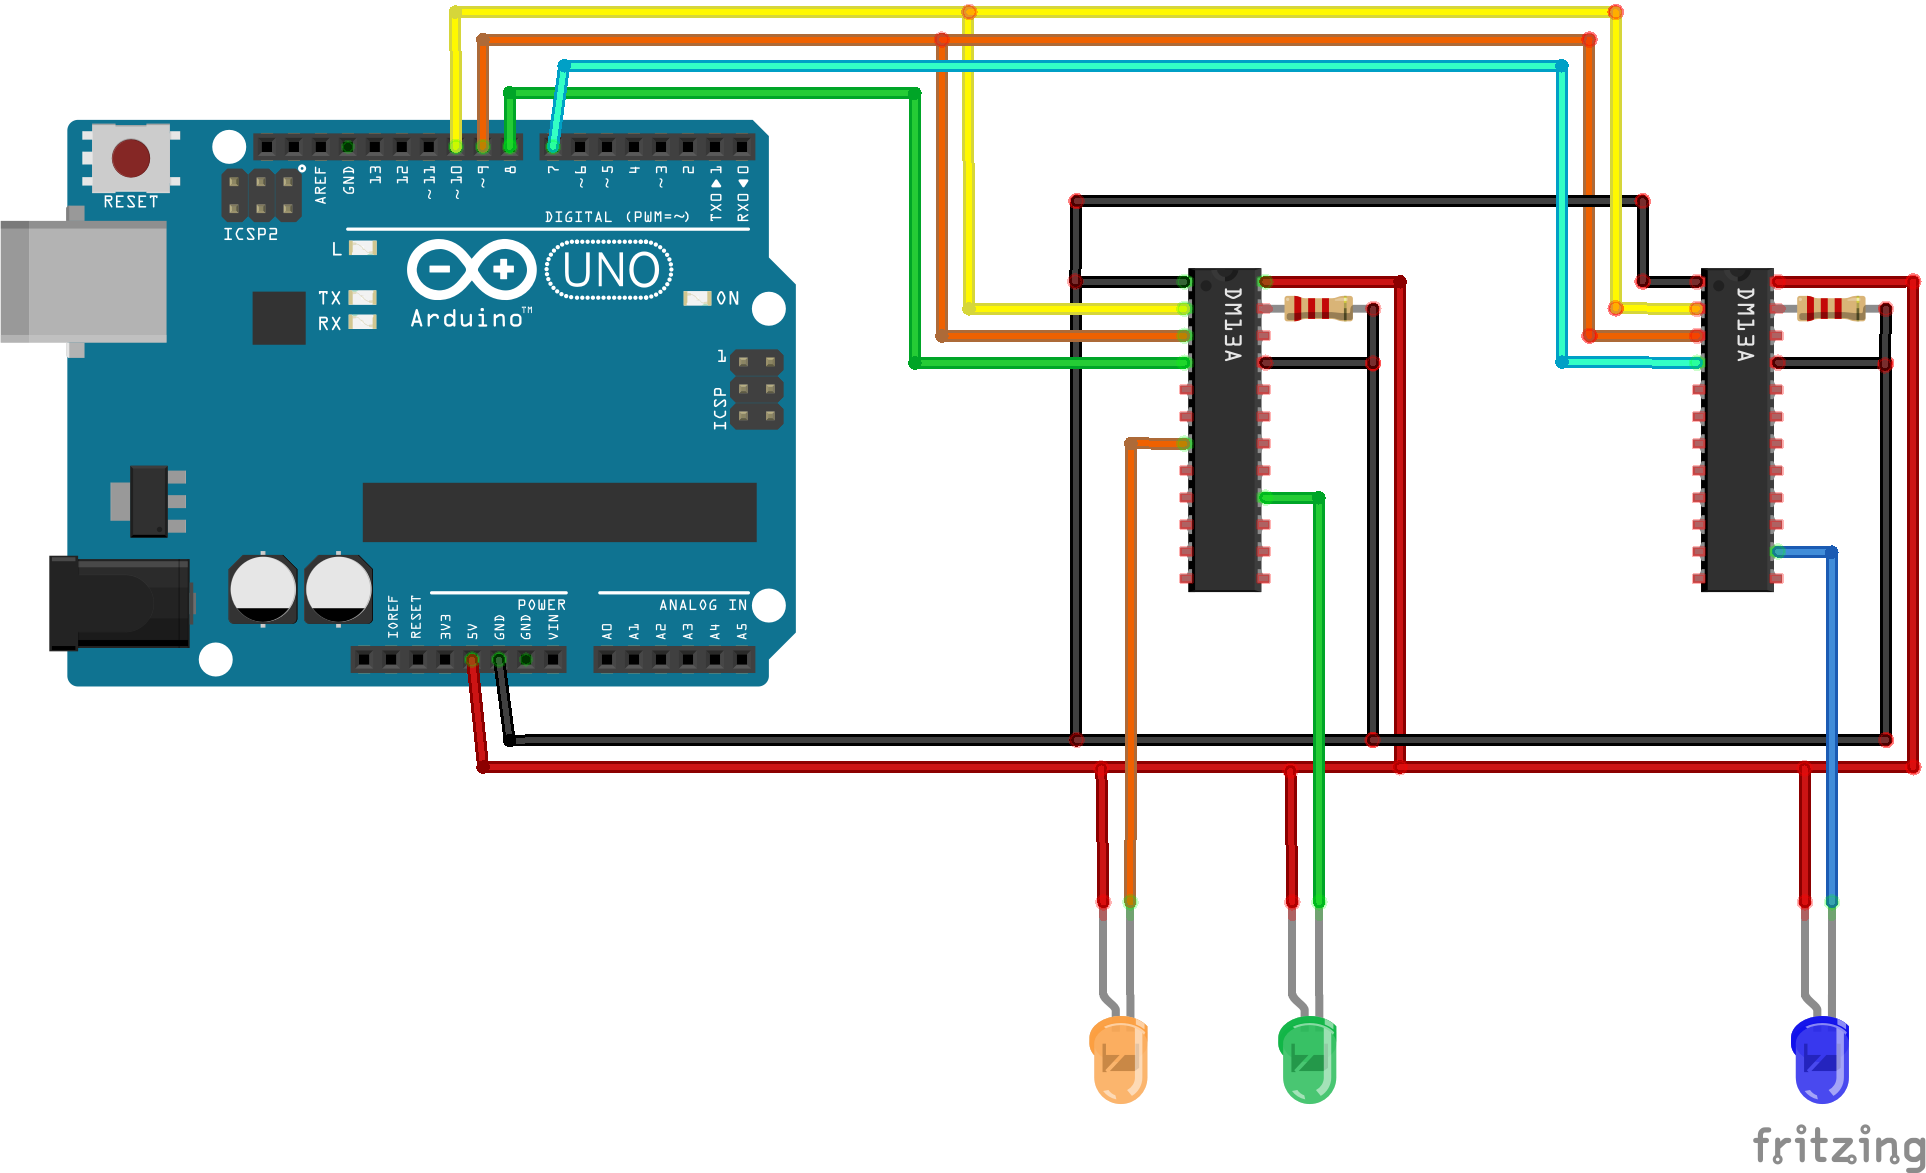 RESET
ICSP2
AREF
GND
13
12
~11
~10
~9
8
7
~6
~5
4
~3
2
TX0▶1
RX0◀0
DIGITAL (PWM=~)
L
TX
RX
UNO
Arduino™
ON
1
ICSP
DM13A
DM13A
IOREF
RESET
3V3
5V
GND
GND
VIN
POWER
ANALOG IN
A0
A1
A2
A3
A4
A5
fritzing